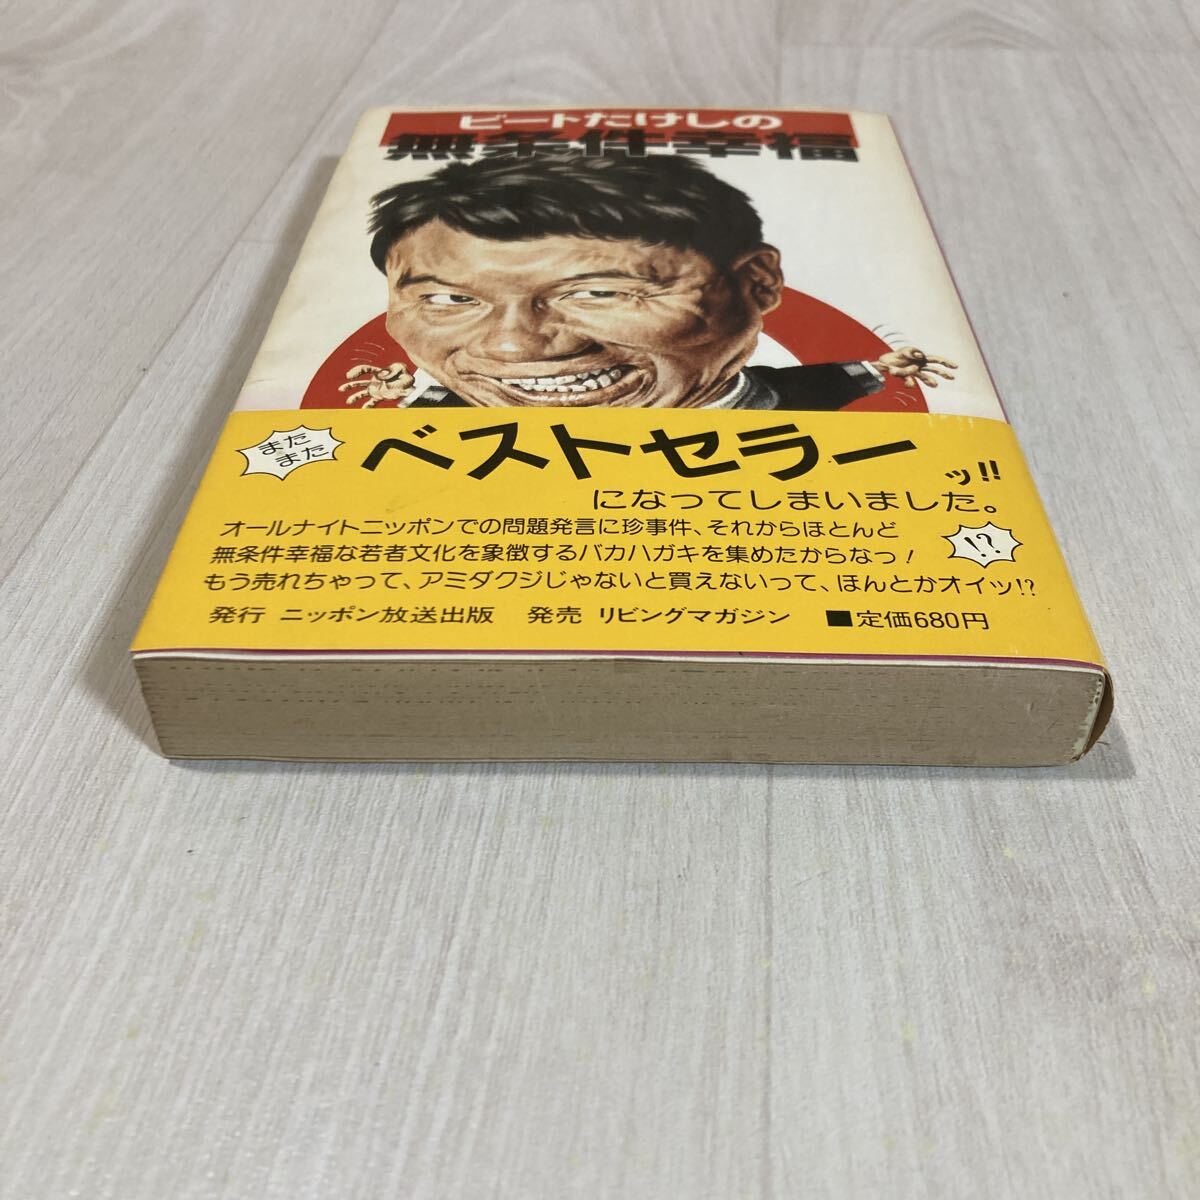 ビートたけしの
無条件幸福
また
また
ベストセラーッ!!
になってしまいました。
オールナイトニッポンでの問題発言に珍事件、それからほとんど
無条件幸福な若者文化を象徴するバカハガキを集めたからなっ!
!?
もう売れちゃって、アミダクジじゃないと買えないって、ほんとかオイッ!?
発行 ニッポン放送出版 発売 リビングマガジン ■定価680円